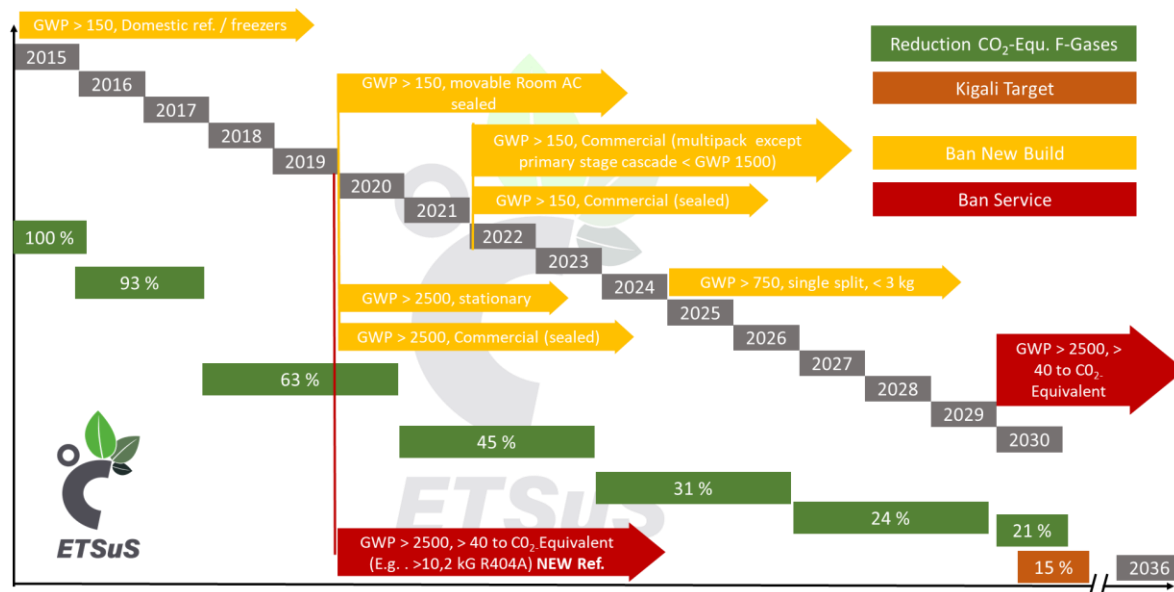 GWP > 150, Domestic ref. / freezers
2015
2016
2017
2018
2019
2020
2021
2022
2023
2024
2025
2026
2027
2028
2029
2030
2036
Reduction CO₂-Equ. F-Gases
Kigali Target
Ban New Build
Ban Service
GWP > 150, movable Room AC
sealed
GWP > 150, Commercial (multipack except
primary stage cascade < GWP 1500)
GWP > 150, Commercial (sealed)
GWP > 2500, stationary
GWP > 2500, Commercial (sealed)
GWP > 750, single split, < 3 kg
GWP > 2500, >
40 to CO₂-
Equivalent
100 %
93 %
63 %
45 %
31 %
24 %
21 %
15 %
GWP > 2500, > 40 to CO₂-Equivalent
(E.g. . >10,2 kG R404A) NEW Ref.
ETSuS
ETSuS